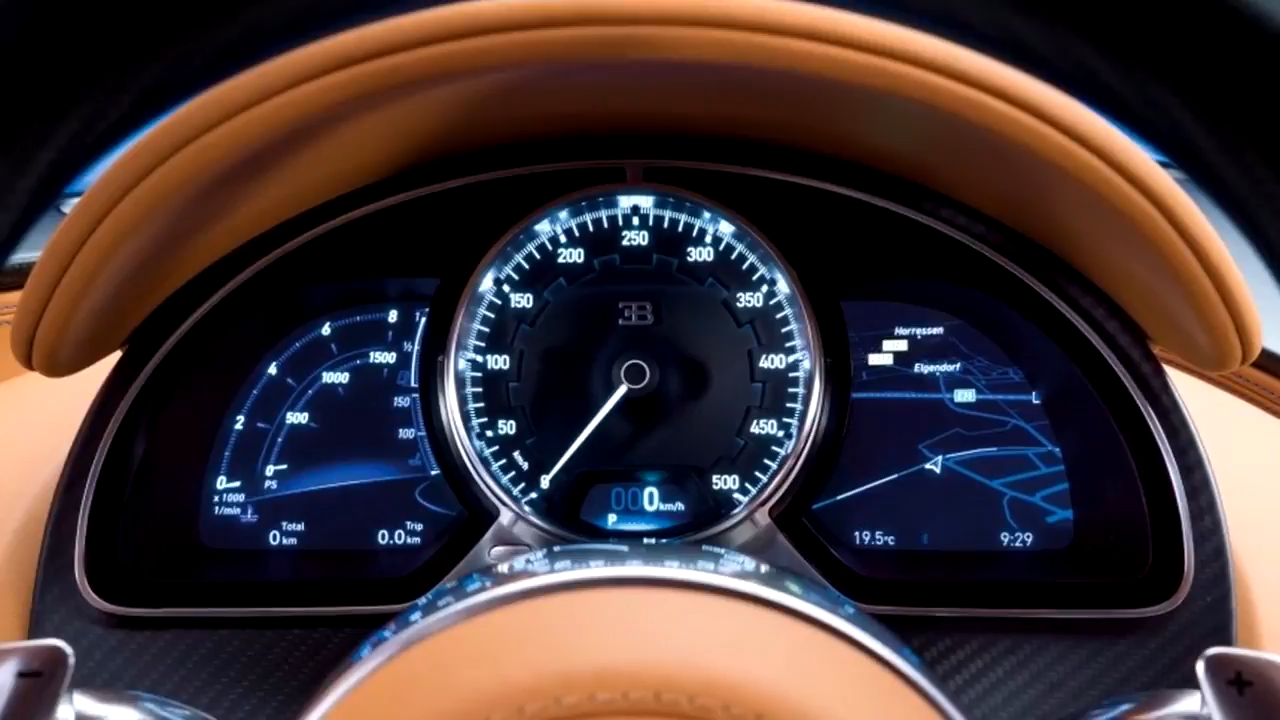 250
200
300
150
350
100
400
50
450
km/h
0
500
EB
000 km/h
P
8
6
4
2
0
x 1000
1/min
1500
1000
500
0
PS
½
150
100
Total
0 km
Trip
0.0 km
Horressen
Elgendorf
L
19.5°C
9:29
-
+